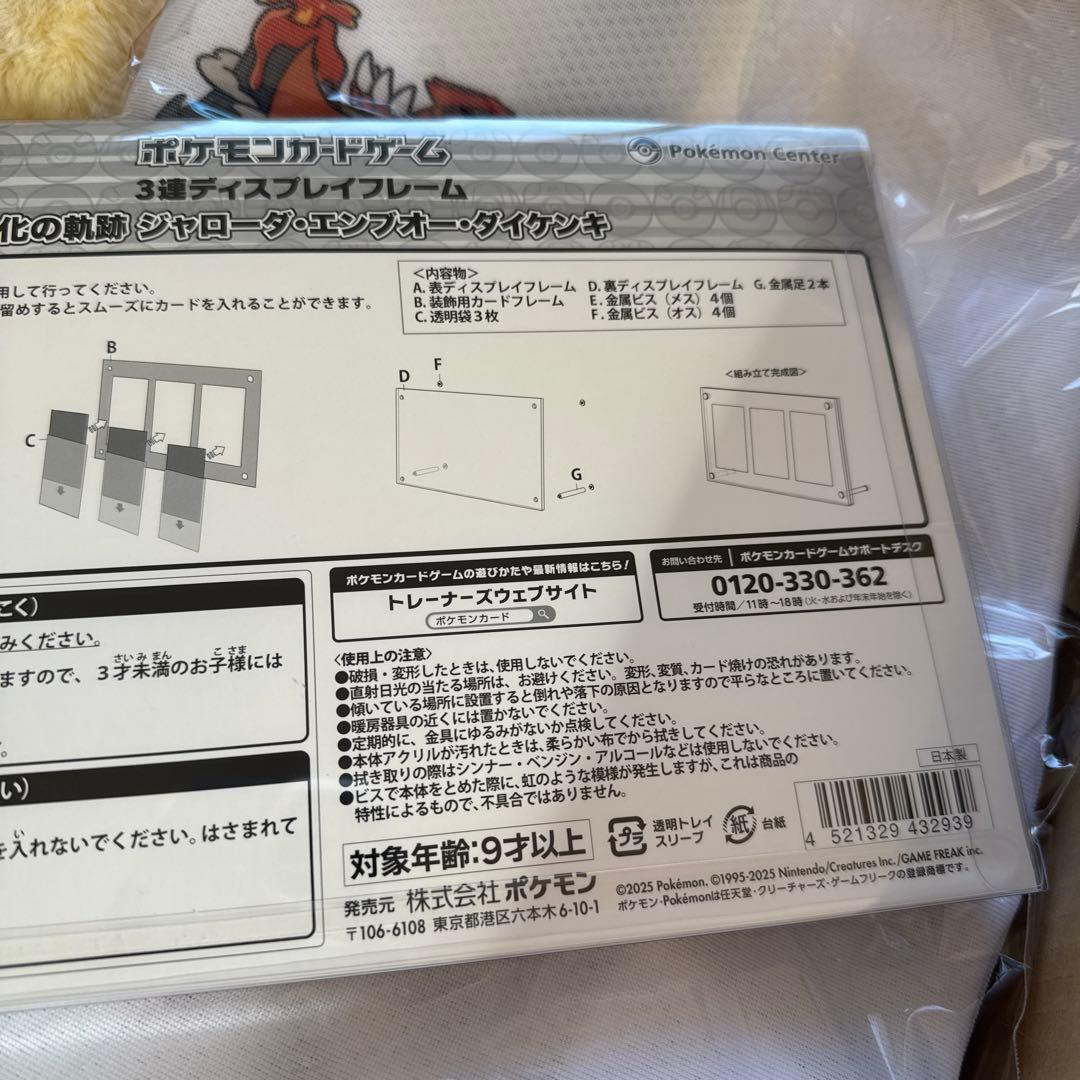 ポケモンカードゲーム
Pokémon Center
3連ディスプレイフレーム
化の軌跡 ジャローダ・エンブオー・ダイケンキ
用して行ってください。
留めするとスムーズにカードを入れることができます。
<内容物>
A. 表ディスプレイフレーム D. 裏ディスプレイフレーム G. 金属足2本
B. 装飾用カードフレーム E. 金属ビス(メス)4個
C. 透明袋3枚 F. 金属ビス(オス)4個
B
C
D
F
G
<組み立て完成図>
ごく)
みください。
ますので、3才未満のお子様には
さいみまん こさま
。
い)
を入れないでください。はさまれて
い
ポケモンカードゲームの遊びかたや最新情報はこちら!
トレーナーズウェブサイト
ポケモンカード
お問い合わせ先 ポケモンカードゲームサポートデスク
0120-330-362
受付時間/11時~18時(火・水および年末年始を除く)
〈使用上の注意〉
●破損・変形したときは、使用しないでください。
●直射日光の当たる場所は、お避けください。変形、変質、カード焼けの恐れがあります。
●傾いている場所に設置すると倒れや落下の原因となりますので平らなところに置いてください。
●暖房器具の近くには置かないでください。
●定期的に、金具にゆるみがないか点検してください。
●本体アクリルが汚れたときは、柔らかい布でから拭きしてください。
●拭き取りの際はシンナー・ベンジン・アルコールなどは使用しないでください。
●ビスで本体をとめた際に、虹のような模様が発生しますが、これは商品の
特性によるもので、不具合ではありません。
日本製
対象年齢:9才以上
プラ 透明トレイ
スリーブ
紙 台紙
4 521329 432939
発売元 株式会社ポケモン
〒106-6108 東京都港区六本木6-10-1
©2025 Pokémon. ©1995-2025 Nintendo/Creatures Inc./GAME FREAK inc.
ポケモン・Pokémonは任天堂・クリーチャーズ・ゲームフリークの登録商標です。